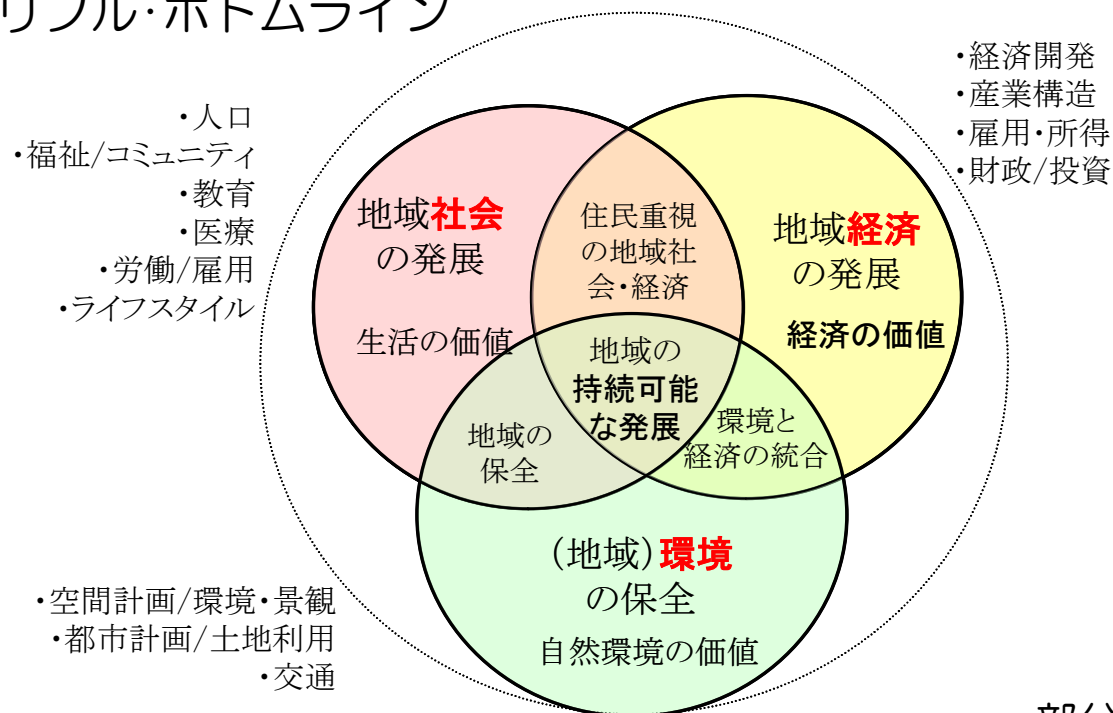 リプル・ボトムライン
・経済開発
・産業構造
・雇用・所得
・財政/投資
・人口
・福祉/コミュニティ
・教育
・医療
・労働/雇用
・ライフスタイル
地域社会
の発展
生活の価値
住民重視
の地域社
会・経済
地域経済
の発展
経済の価値
地域の
持続可能
な発展
地域の
保全
環境と
経済の統合
(地域)環境
の保全
自然環境の価値
・空間計画/環境・景観
・都市計画/土地利用
・交通